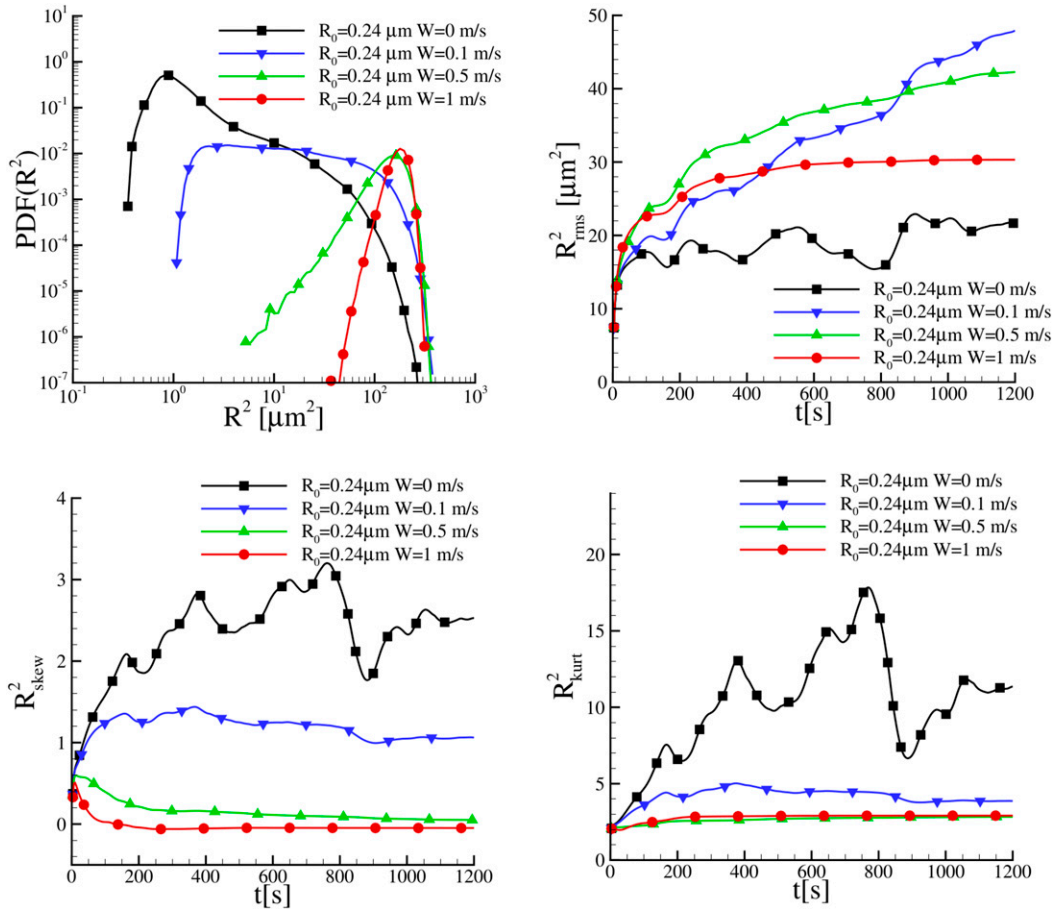 R₀=0.24 μm W=0 m/s
R₀=0.24 μm W=0.1 m/s
R₀=0.24 μm W=0.5 m/s
R₀=0.24 μm W=1 m/s
PDF(R²)
10²
10¹
10⁰
10⁻¹
10⁻²
10⁻³
10⁻⁴
10⁻⁵
10⁻⁶
10⁻⁷
10⁻¹ 10⁰ 10¹ 10² 10³
R² [μm²]
R²rms [μm²]
50
40
30
20
10
0
R₀=0.24μm W=0 m/s
R₀=0.24μm W=0.1 m/s
R₀=0.24μm W=0.5 m/s
R₀=0.24μm W=1 m/s
0 200 400 600 800 1000 1200
t[s]
R₀=0.24μm W=0 m/s
R₀=0.24μm W=0.1 m/s
R₀=0.24μm W=0.5 m/s
R₀=0.24μm W=1 m/s
R²skew
4
3
2
1
0
0 200 400 600 800 1000 1200
t[s]
R₀=0.24μm W=0 m/s
R₀=0.24μm W=0.1 m/s
R₀=0.24μm W=0.5 m/s
R₀=0.24μm W=1 m/s
R²kurt
20
15
10
5
0
0 200 400 600 800 1000 1200
t[s]